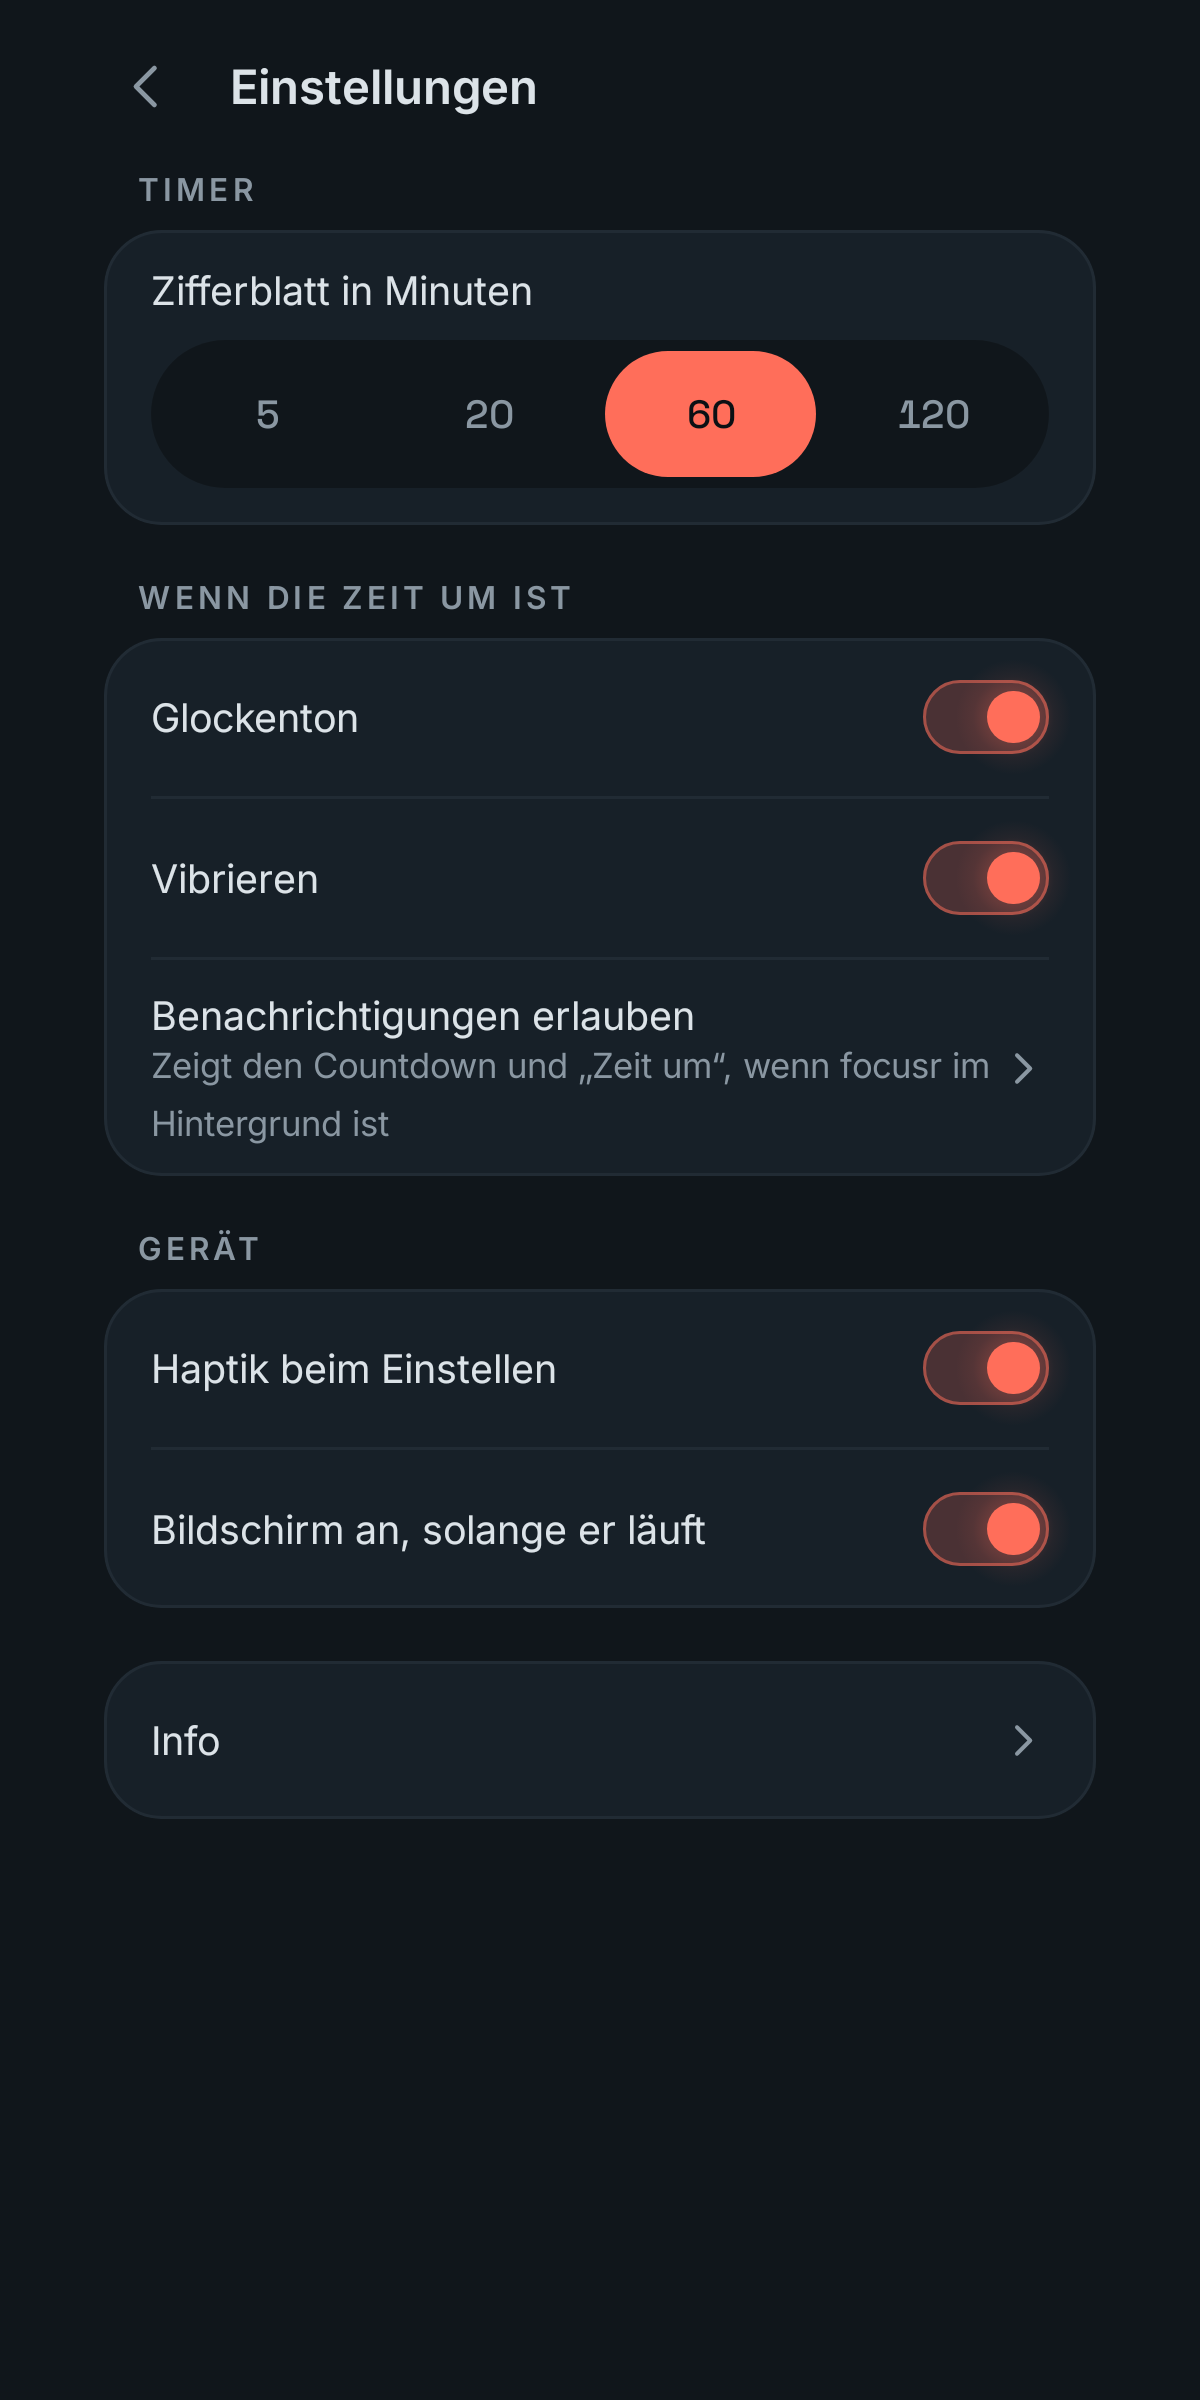 Einstellungen
TIMER
Zifferblatt in Minuten
5 20 60 120
WENN DIE ZEIT UM IST
Glockenton
Vibrieren
Benachrichtigungen erlauben
Zeigt den Countdown und „Zeit um“, wenn focusr im
Hintergrund ist
GERÄT
Haptik beim Einstellen
Bildschirm an, solange er läuft
Info